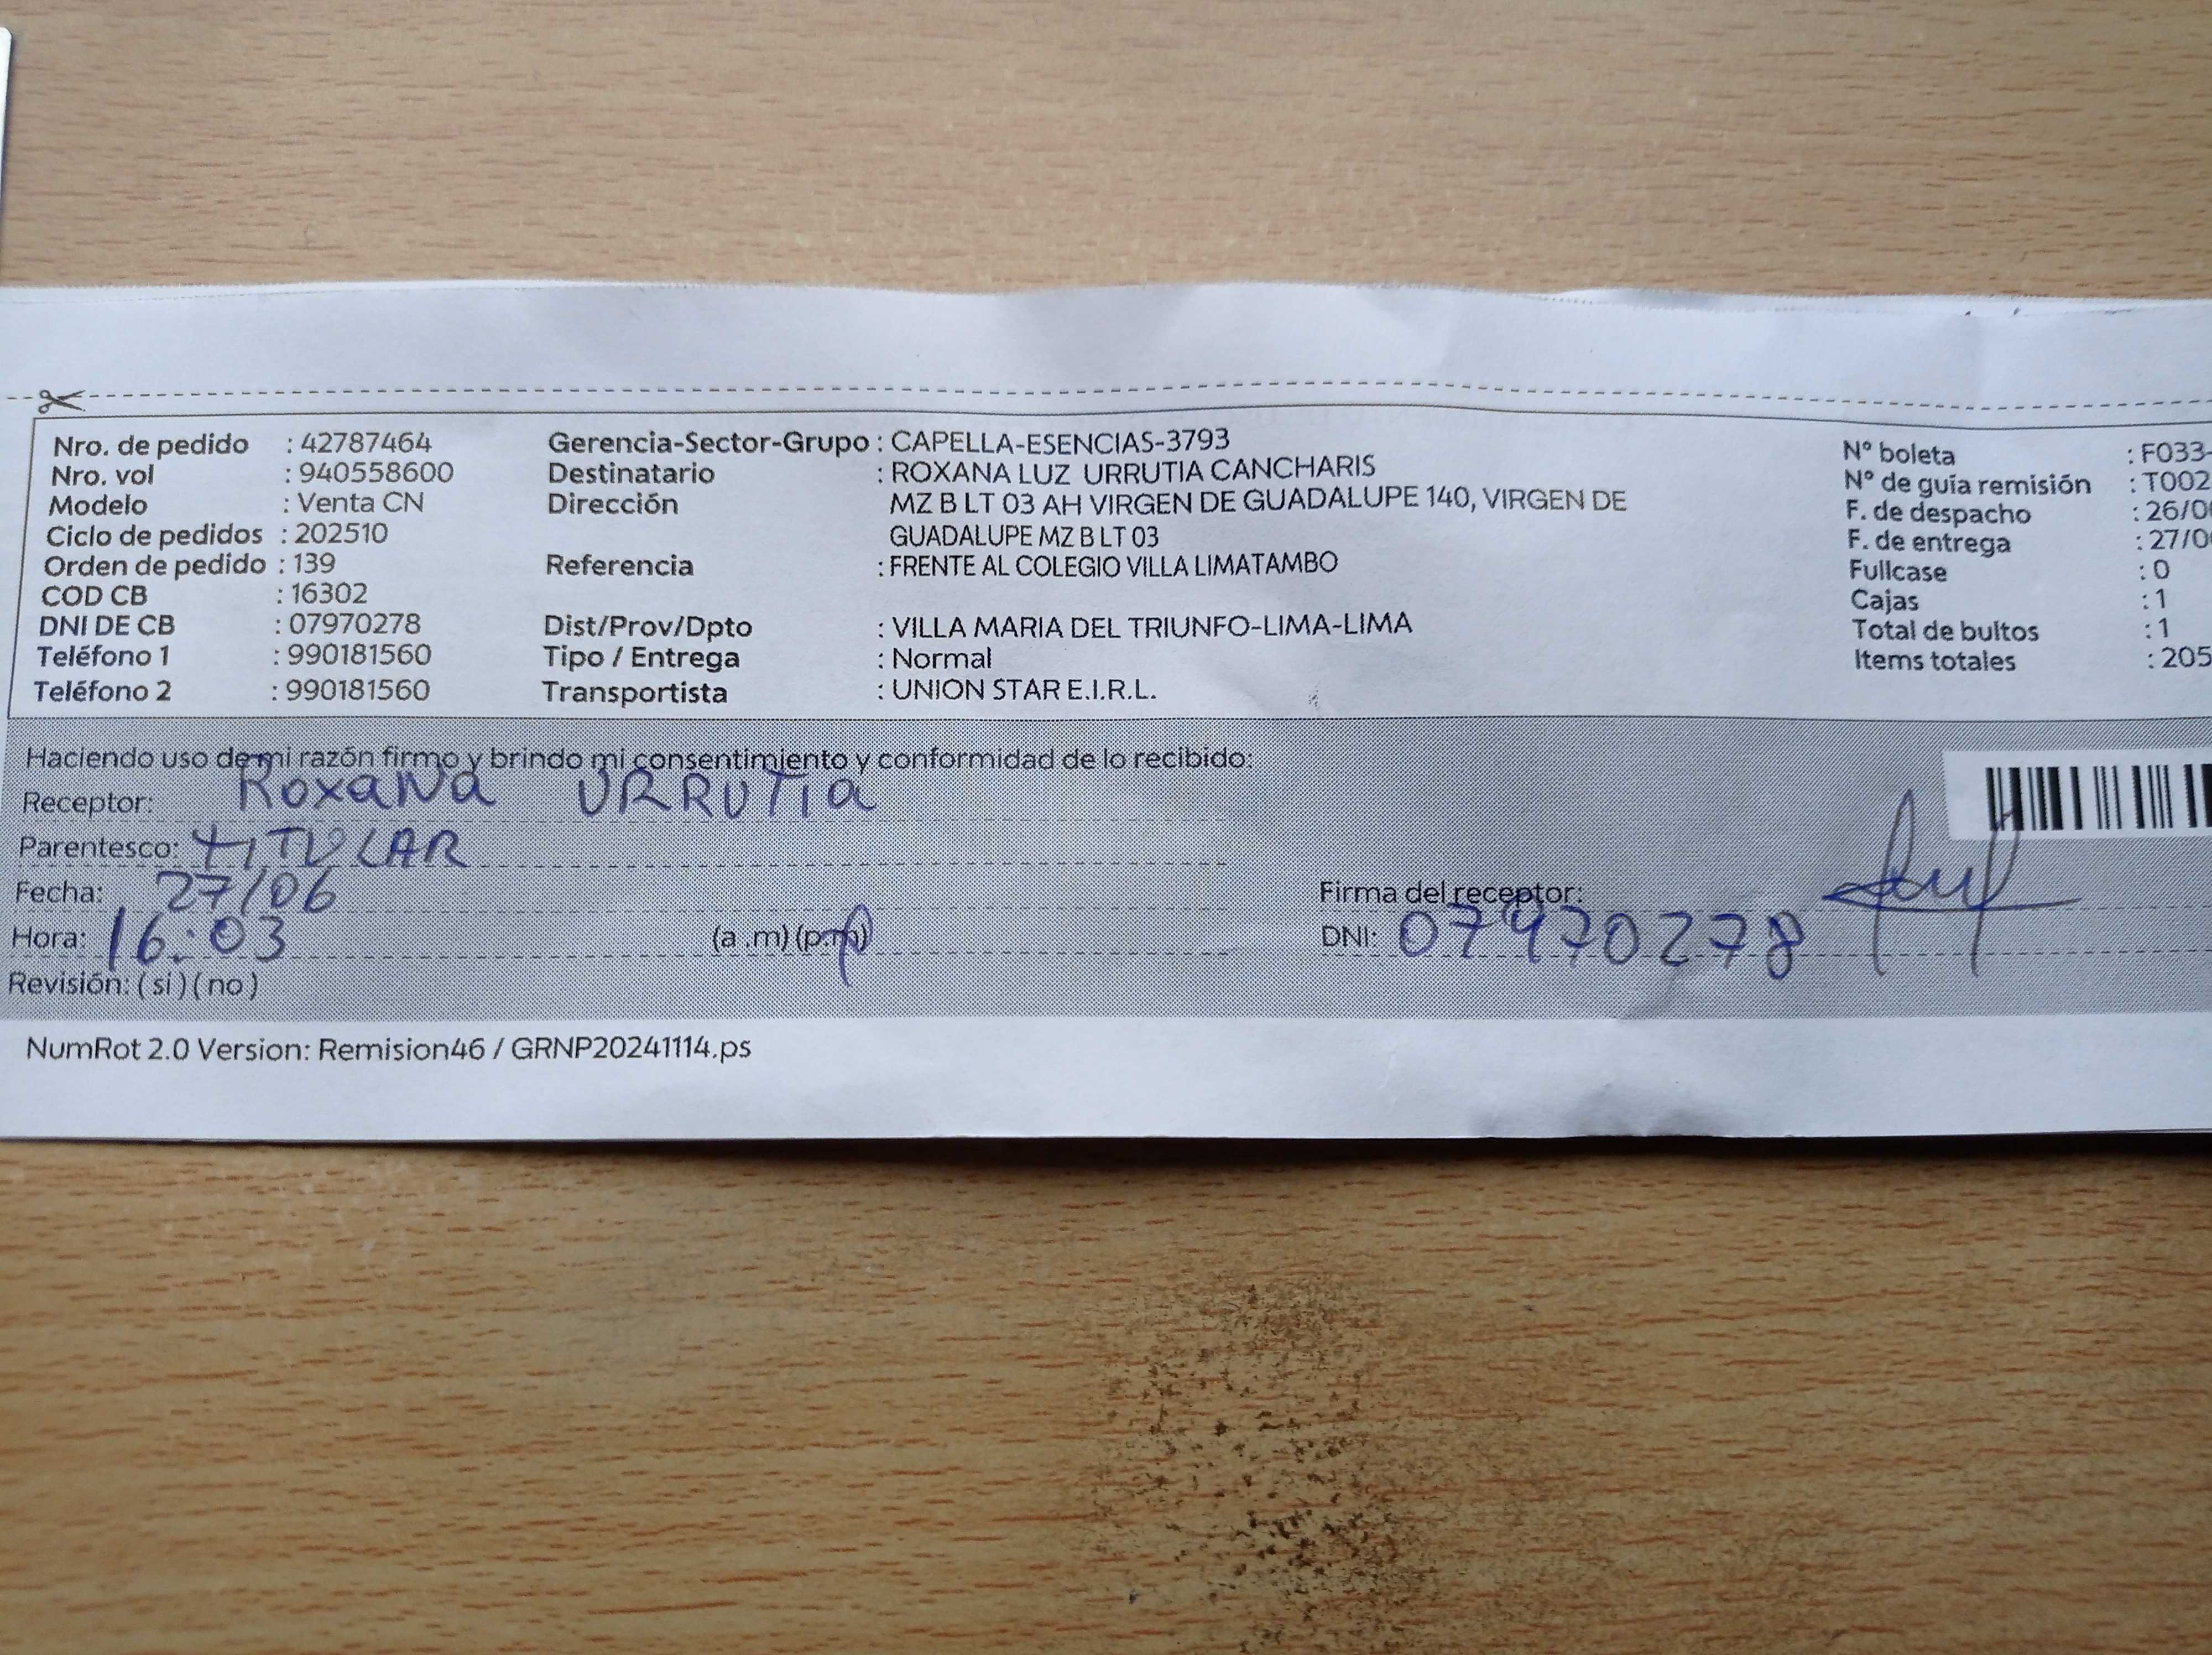 Nro. de pedido : 42787464
Nro. vol : 940558600
Modelo : Venta CN
Ciclo de pedidos : 202510
Orden de pedido : 139
COD CB : 16302
DNI DE CB : 07970278
Teléfono 1 : 990181560
Teléfono 2 : 990181560
Gerencia-Sector-Grupo : CAPELLA-ESENCIAS-3793
Destinatario : ROXANA LUZ URRUTIA CANCHARIS
Dirección MZ B LT 03 AH VIRGEN DE GUADALUPE 140, VIRGEN DE
GUADALUPE MZ B LT 03
Referencia : FRENTE AL COLEGIO VILLA LIMATAMBO
Dist/Prov/Dpto : VILLA MARIA DEL TRIUNFO-LIMA-LIMA
Tipo / Entrega : Normal
Transportista : UNION STAR E.I.R.L.
N° boleta : F033-
N° de guía remisión : T002
F. de despacho : 26/0
F. de entrega : 27/0
Fullcase : 0
Cajas : 1
Total de bultos : 1
Items totales : 205
Haciendo uso de mi razón firmo y brindo mi consentimiento y conformidad de lo recibido:
Receptor: Roxana URRUTIa
Parentesco: TITULAR
Fecha: 27/06
Hora: 16:03 (a .m) (p.m)
Revisión: ( si ) ( no )
Firma del receptor:
DNI: 07970278
NumRot 2.0 Version: Remision46 / GRNP20241114.ps